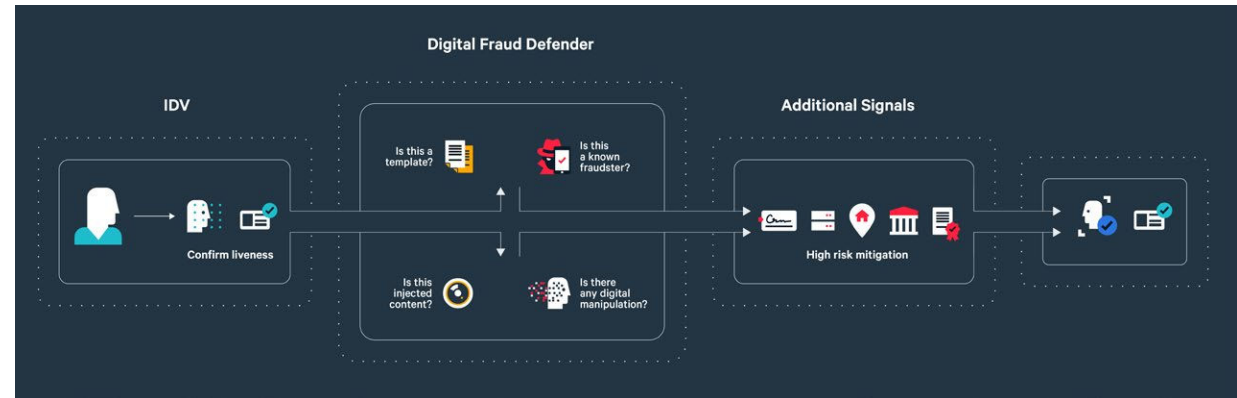 Digital Fraud Defender
IDV
Additional Signals
Is this a
template?
Is this
a known
fraudster?
Confirm liveness
Is this
injected
content?
Is there
any digital
manipulation?
High risk mitigation